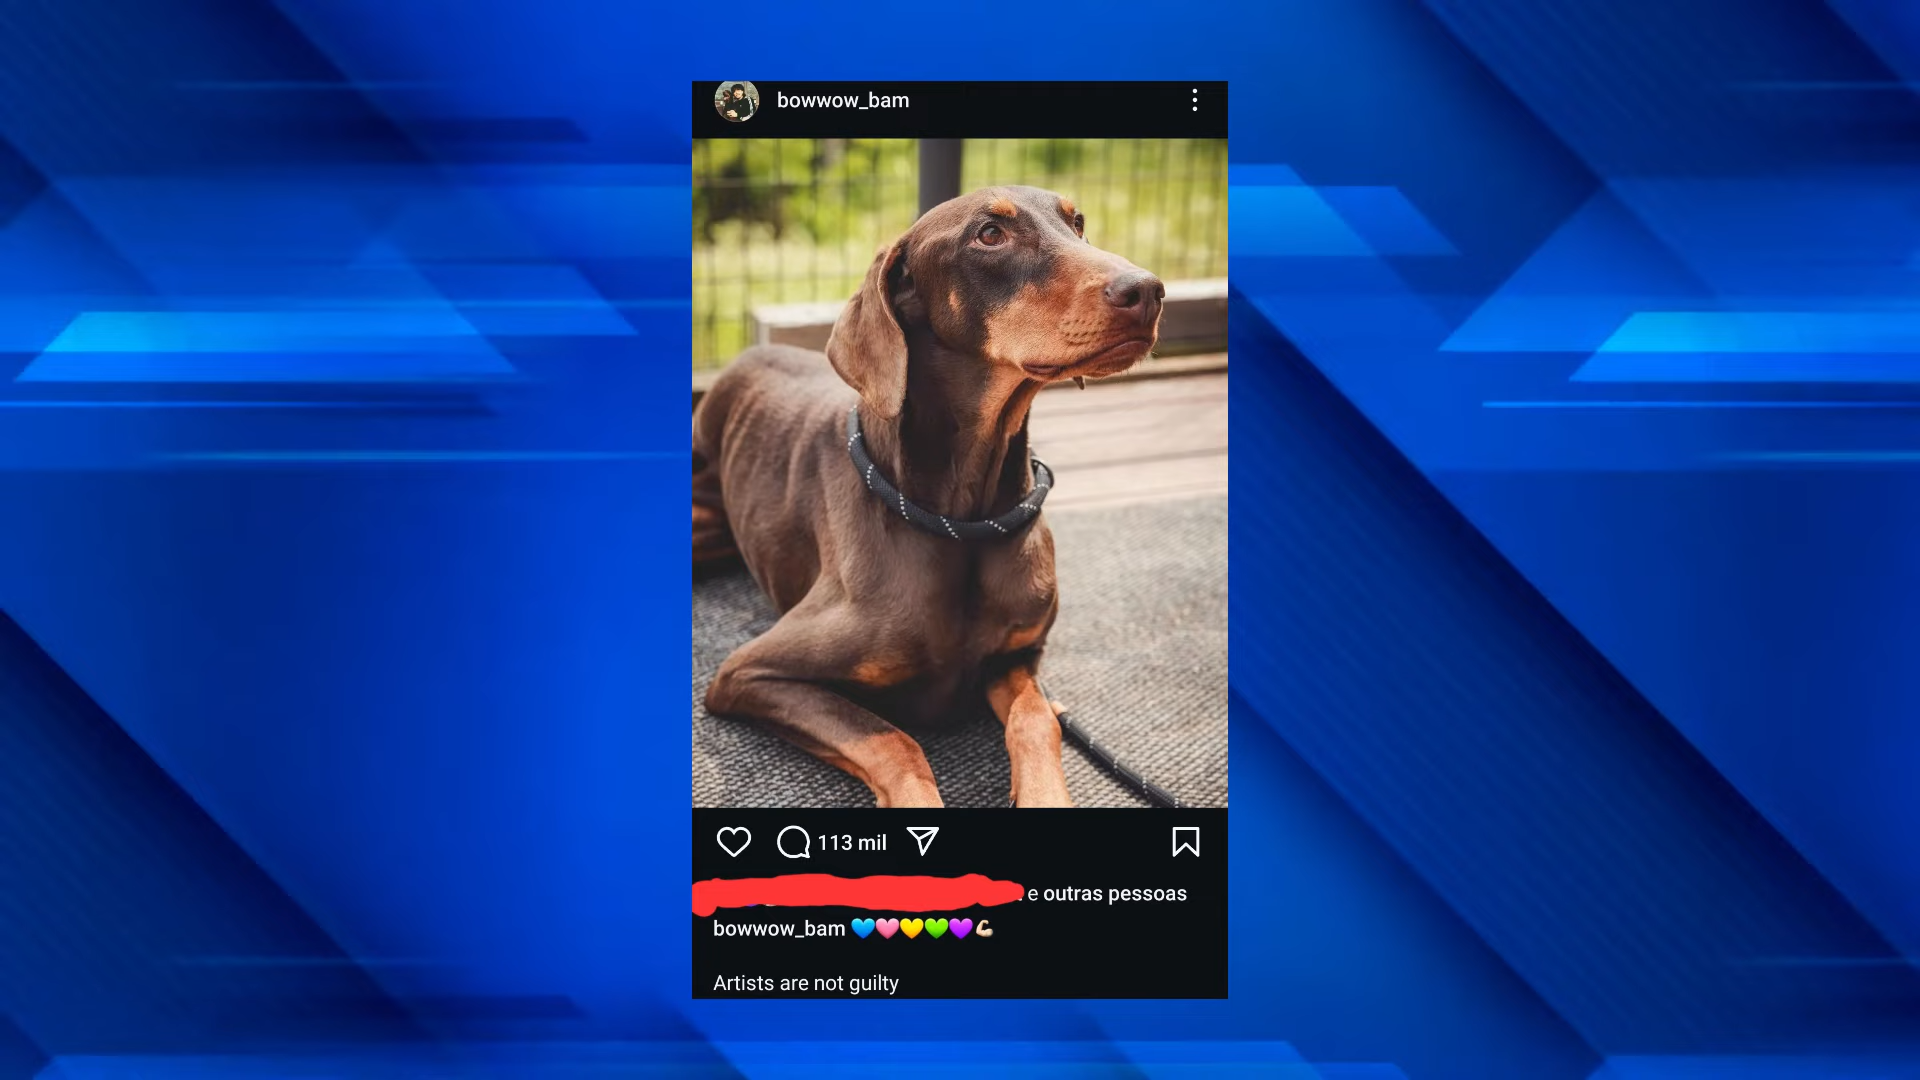 bowwow_bam
113 mil
e outras pessoas
bowwow_bam 💙🩷💛💚💜💪🏻
Artists are not guilty